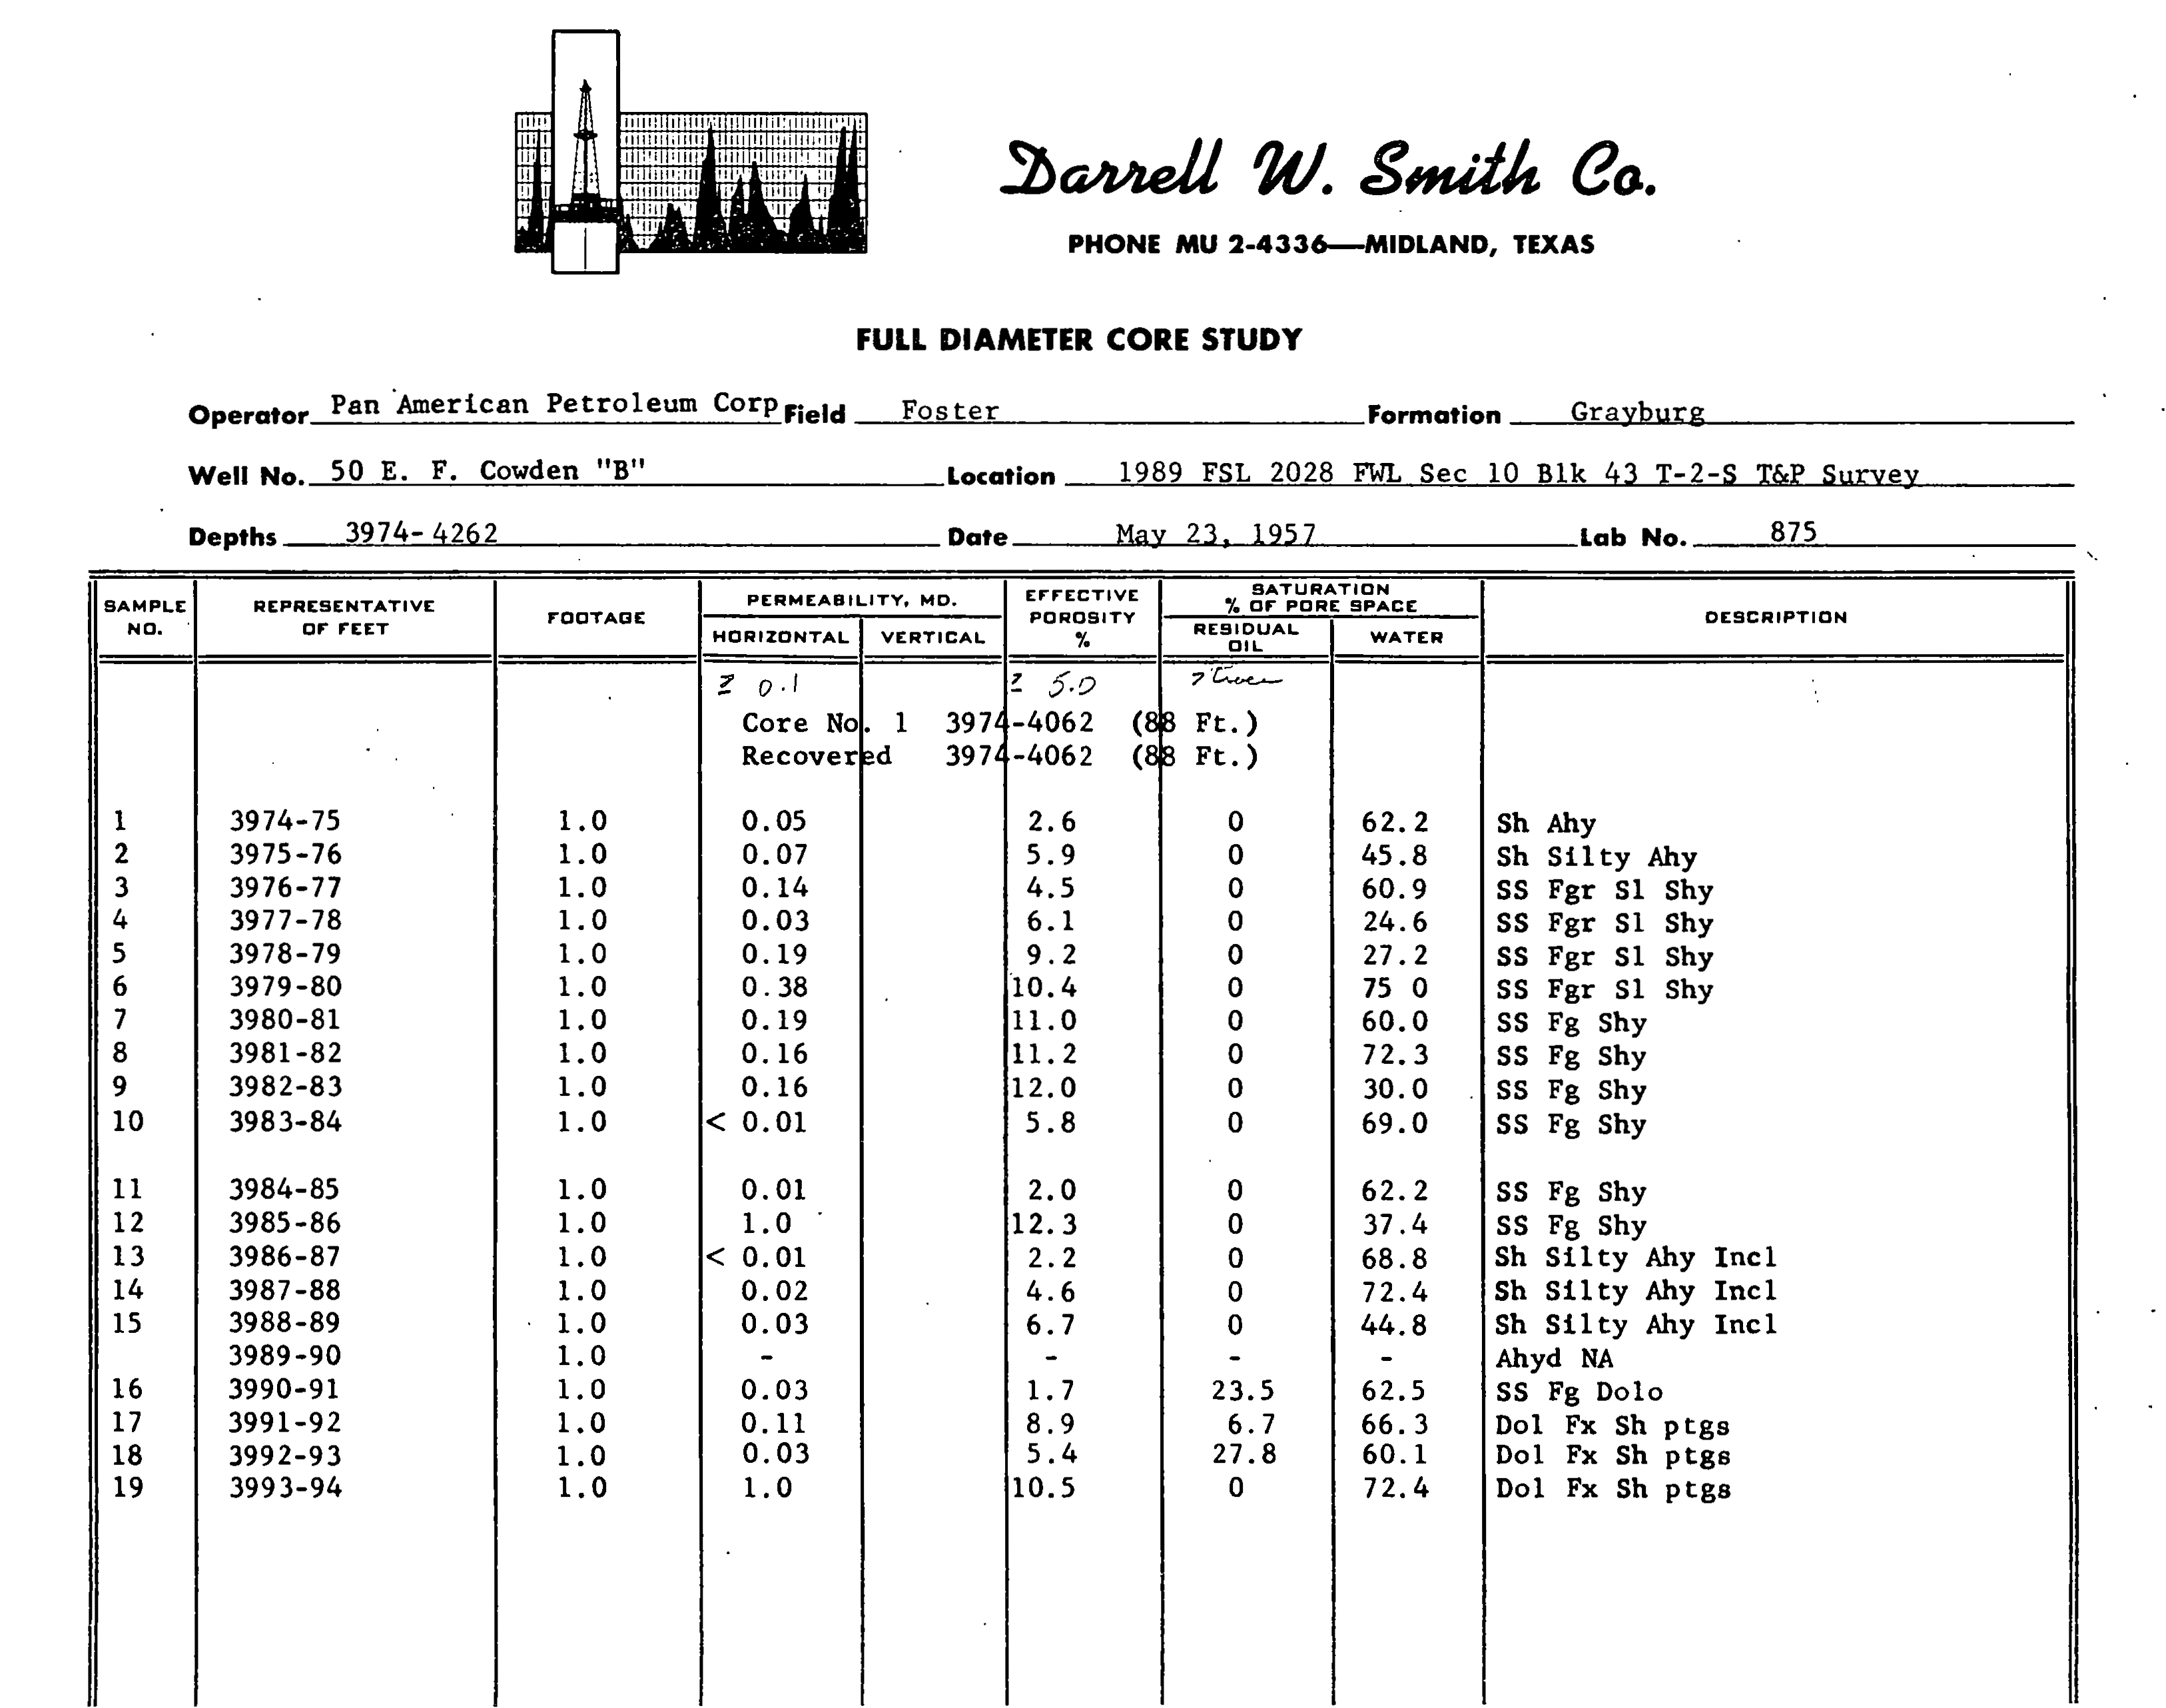 Darrell W. Smith Co.
PHONE MU 2-4336—MIDLAND, TEXAS
FULL DIAMETER CORE STUDY
Operator Pan American Petroleum Corp Field Foster Formation Grayburg
Well No. 50 E. F. Cowden "B" Location 1989 FSL 2028 FWL Sec 10 Blk 43 T-2-S T&P Survey
Depths 3974-4262 Date May 23, 1957 Lab No. 875
SAMPLE NO. REPRESENTATIVE OF FEET FOOTAGE PERMEABILITY, MD. HORIZONTAL VERTICAL EFFECTIVE POROSITY % SATURATION % OF PORE SPACE RESIDUAL OIL WATER DESCRIPTION
0.1 5.0
Core No. 1 3974-4062 (88 Ft.)
Recovered 3974-4062 (88 Ft.)
1 3974-75 1.0 0.05 2.6 0 62.2 Sh Ahy
2 3975-76 1.0 0.07 5.9 0 45.8 Sh Silty Ahy
3 3976-77 1.0 0.14 4.5 0 60.9 SS Fgr Sl Shy
4 3977-78 1.0 0.03 6.1 0 24.6 SS Fgr Sl Shy
5 3978-79 1.0 0.19 9.2 0 27.2 SS Fgr Sl Shy
6 3979-80 1.0 0.38 10.4 0 75 0 SS Fgr Sl Shy
7 3980-81 1.0 0.19 11.0 0 60.0 SS Fg Shy
8 3981-82 1.0 0.16 11.2 0 72.3 SS Fg Shy
9 3982-83 1.0 0.16 12.0 0 30.0 SS Fg Shy
10 3983-84 1.0 < 0.01 5.8 0 69.0 SS Fg Shy
11 3984-85 1.0 0.01 2.0 0 62.2 SS Fg Shy
12 3985-86 1.0 1.0 12.3 0 37.4 SS Fg Shy
13 3986-87 1.0 < 0.01 2.2 0 68.8 Sh Silty Ahy Incl
14 3987-88 1.0 0.02 4.6 0 72.4 Sh Silty Ahy Incl
15 3988-89 1.0 0.03 6.7 0 44.8 Sh Silty Ahy Incl
3989-90 1.0 - - - - Ahyd NA
16 3990-91 1.0 0.03 1.7 23.5 62.5 SS Fg Dolo
17 3991-92 1.0 0.11 8.9 6.7 66.3 Dol Fx Sh ptgs
18 3992-93 1.0 0.03 5.4 27.8 60.1 Dol Fx Sh ptgs
19 3993-94 1.0 1.0 10.5 0 72.4 Dol Fx Sh ptgs